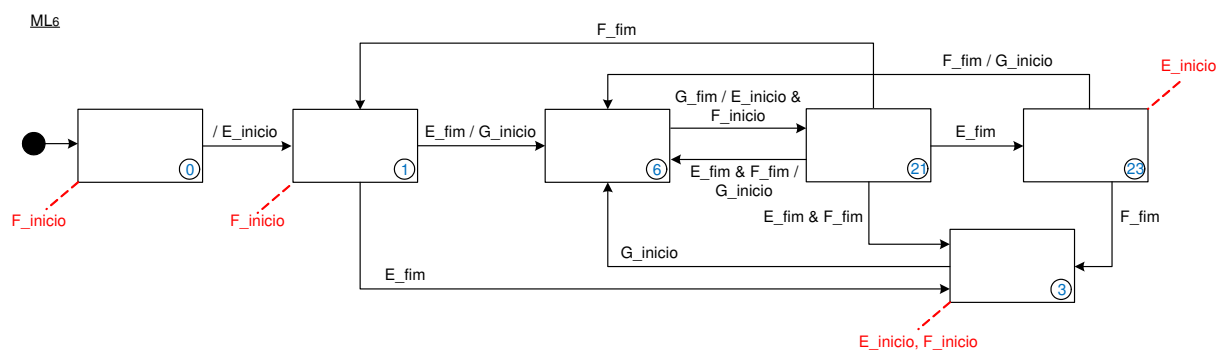 ML6
F_fim
F_fim / G_inicio
E_inicio
G_fim / E_inicio &
F_inicio
/ E_inicio
E_fim / G_inicio
E_fim
0
1
6
21
23
E_fim & F_fim /
G_inicio
F_inicio
F_inicio
E_fim & F_fim
F_fim
G_inicio
E_fim
3
E_inicio, F_inicio